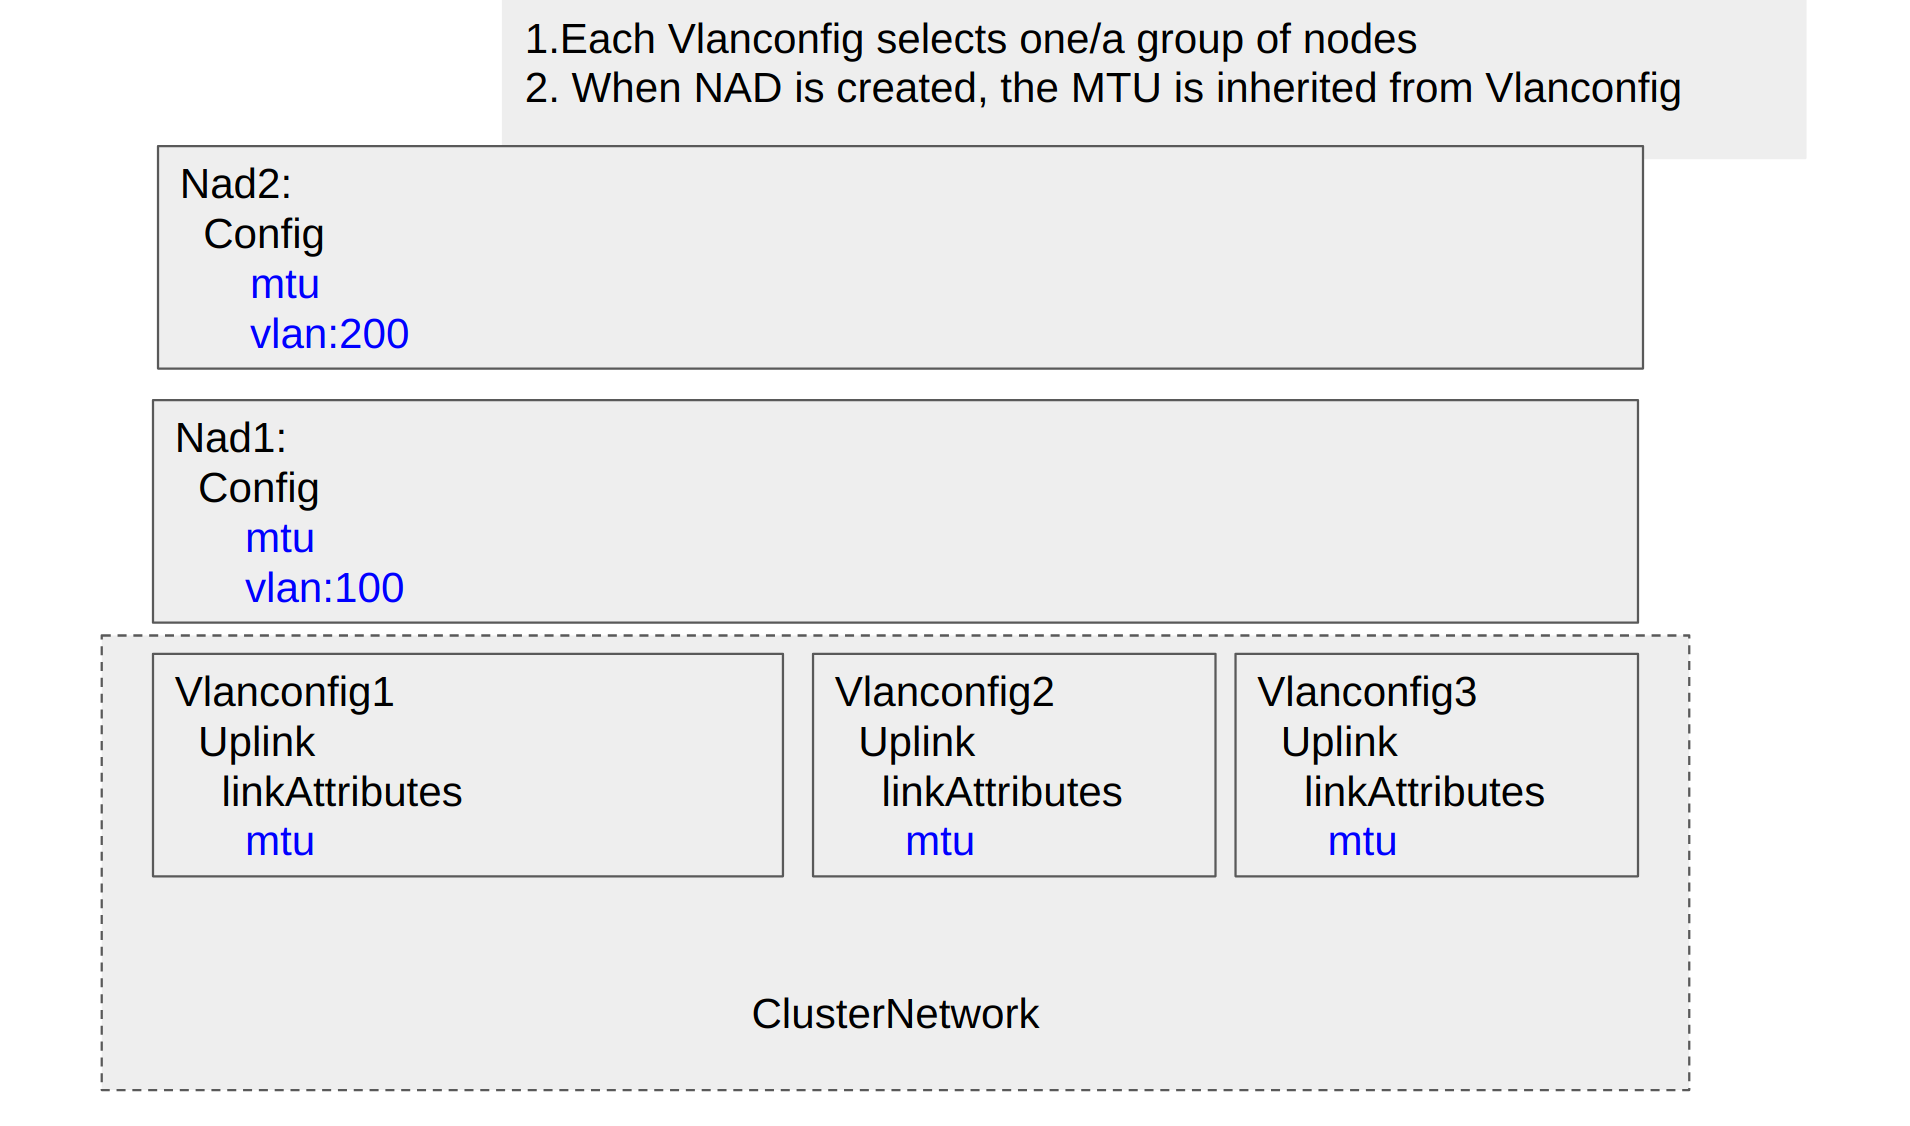 1.Each Vlanconfig selects one/a group of nodes
2. When NAD is created, the MTU is inherited from Vlanconfig
Nad2:
Config
mtu
vlan:200
Nad1:
Config
mtu
vlan:100
Vlanconfig1
Uplink
linkAttributes
mtu
Vlanconfig2
Uplink
linkAttributes
mtu
Vlanconfig3
Uplink
linkAttributes
mtu
ClusterNetwork